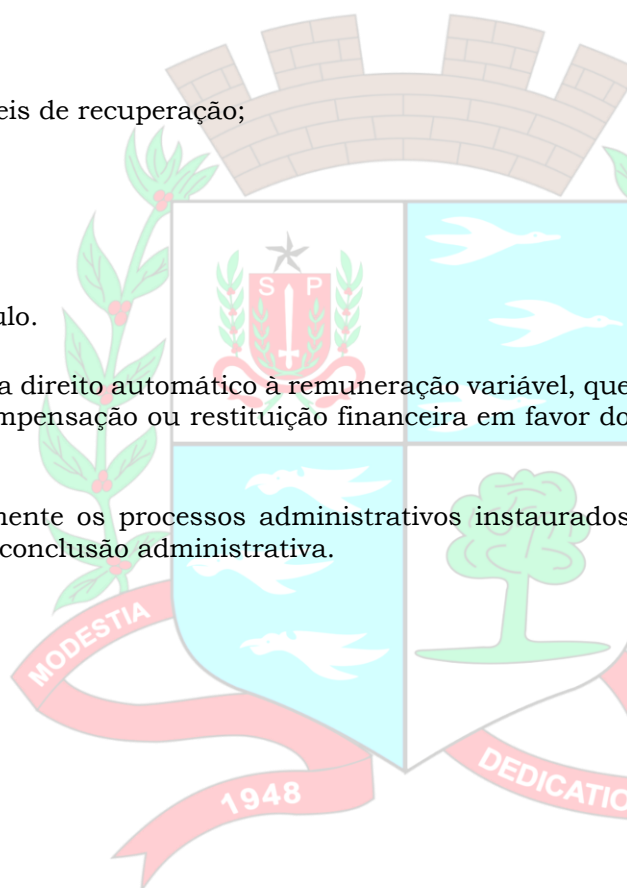 eis de recuperação;
ulo.
S P
a direito automático à remuneração variável, que
mpensação ou restituição financeira em favor do
mente os processos administrativos instaurados
conclusão administrativa.
MODESTIA
1948
DEDICATIO